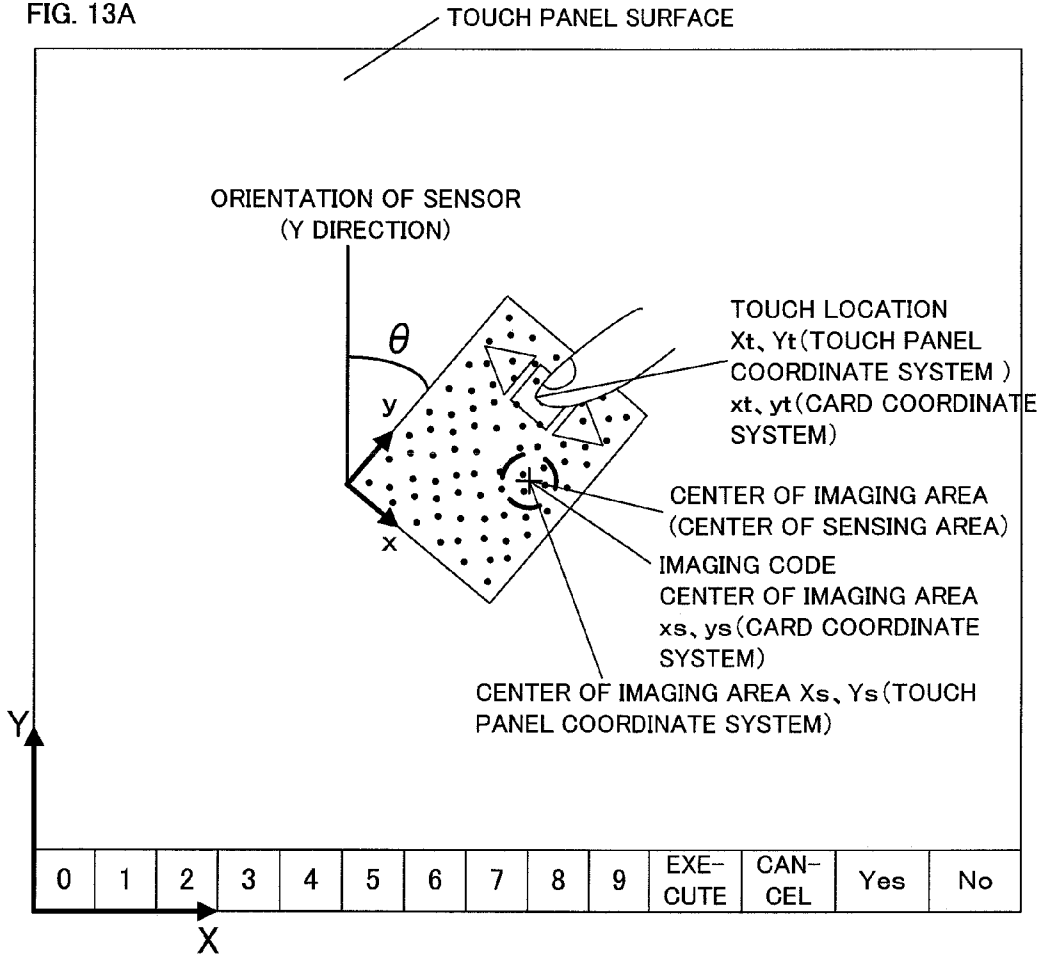 FIG. 13A
TOUCH PANEL SURFACE
ORIENTATION OF SENSOR
(Y DIRECTION)
θ
TOUCH LOCATION
Xt、Yt(TOUCH PANEL
COORDINATE SYSTEM )
xt、yt(CARD COORDINATE
SYSTEM)
y
x
CENTER OF IMAGING AREA
(CENTER OF SENSING AREA)
IMAGING CODE
CENTER OF IMAGING AREA
xs、ys(CARD COORDINATE
SYSTEM)
CENTER OF IMAGING AREA Xs、Ys(TOUCH
PANEL COORDINATE SYSTEM)
Y
0 1 2 3 4 5 6 7 8 9 EXE- CAN- Yes No
CUTE CEL
X